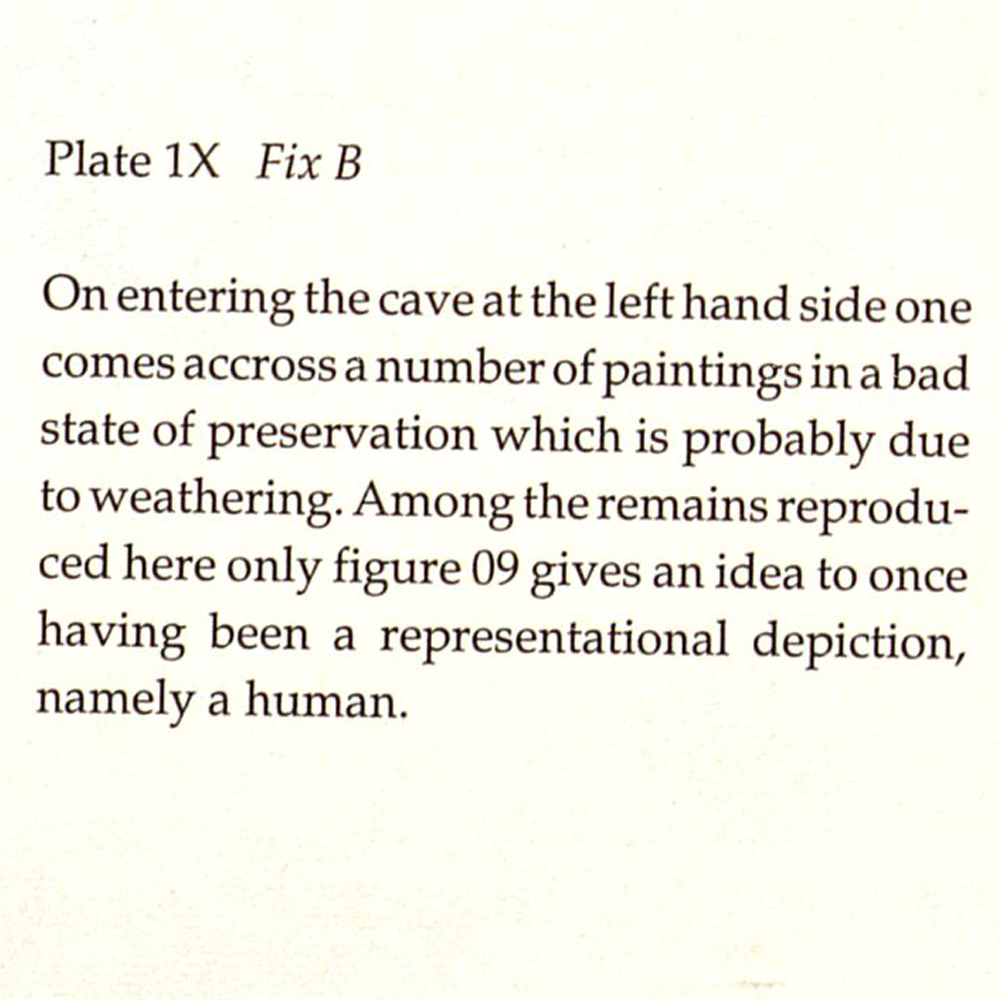 Plate 1X Fix B
On entering the cave at the left hand side one
comes accross a number of paintings in a bad
state of preservation which is probably due
to weathering. Among the remains reprodu-
ced here only figure 09 gives an idea to once
having been a representational depiction,
namely a human.